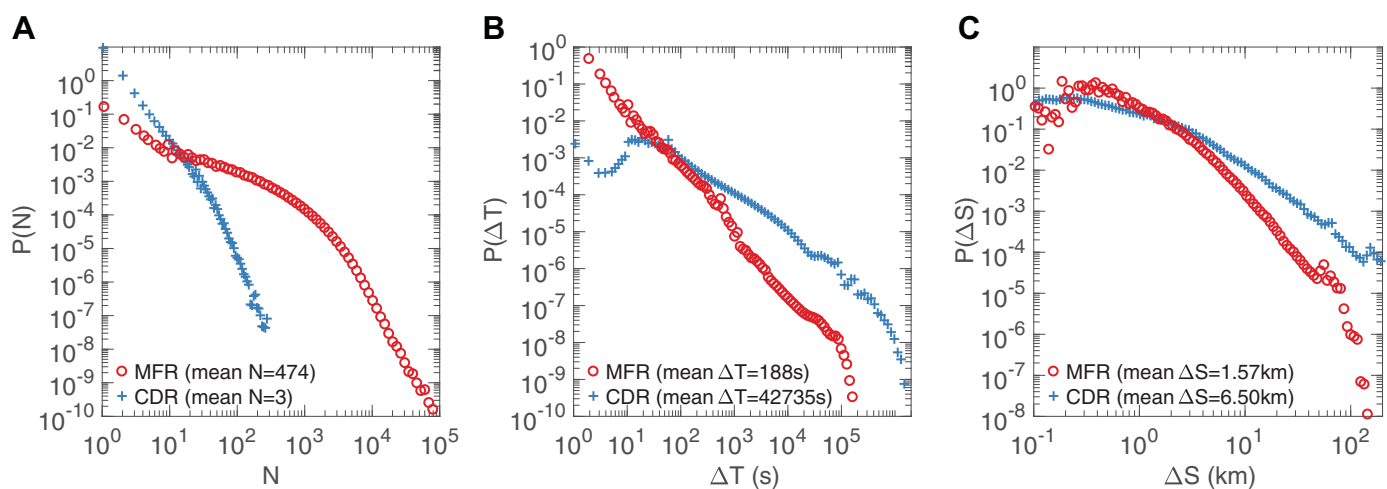 A
P(N)
10^0
10^-1
10^-2
10^-3
10^-4
10^-5
10^-6
10^-7
10^-8
10^-9
10^-10
MFR (mean N=474)
CDR (mean N=3)
10^0 10^1 10^2 10^3 10^4 10^5
N
B
P(ΔT)
10^0
10^-1
10^-2
10^-3
10^-4
10^-5
10^-6
10^-7
10^-8
10^-9
10^-10
MFR (mean ΔT=188s)
CDR (mean ΔT=42735s)
10^0 10^1 10^2 10^3 10^4 10^5
ΔT (s)
C
P(ΔS)
10^0
10^-1
10^-2
10^-3
10^-4
10^-5
10^-6
10^-7
10^-8
MFR (mean ΔS=1.57km)
CDR (mean ΔS=6.50km)
10^-1 10^0 10^1 10^2
ΔS (km)